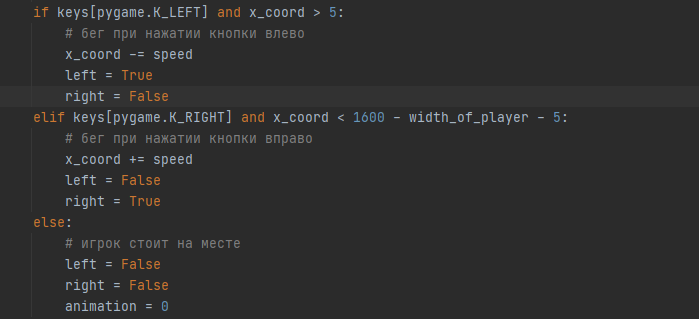 if keys[pygame.K_LEFT] and x_coord > 5:
# бег при нажатии кнопки влево
x_coord -= speed
left = True
right = False
elif keys[pygame.K_RIGHT] and x_coord < 1600 - width_of_player - 5:
# бег при нажатии кнопки вправо
x_coord += speed
left = False
right = True
else:
# игрок стоит на месте
left = False
right = False
animation = 0